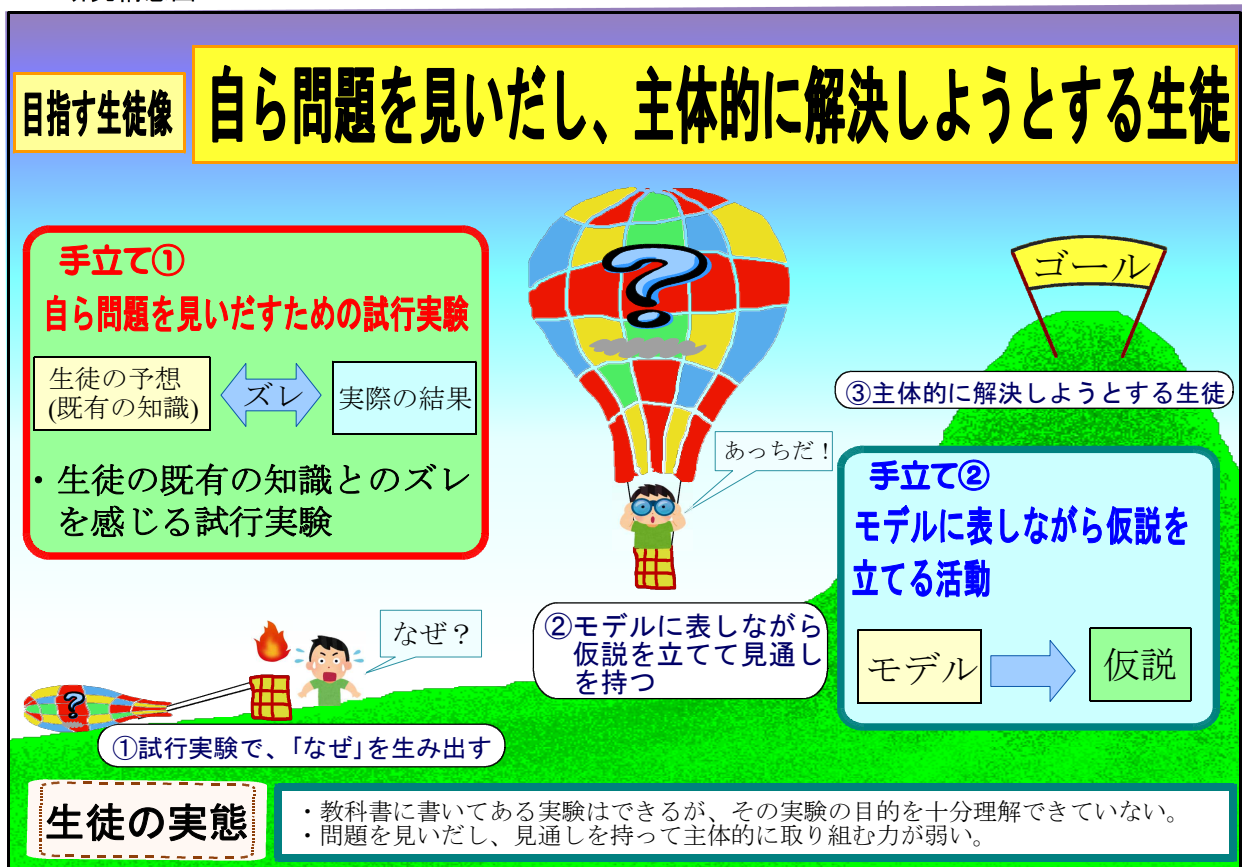 目指す生徒像
自ら問題を見いだし、主体的に解決しようとする生徒
手立て①
自ら問題を見いだすための試行実験
生徒の予想
(既有の知識)
ズレ
実際の結果
・生徒の既有の知識とのズレ
を感じる試行実験
?
あっちだ！
ゴール
③主体的に解決しようとする生徒
手立て②
モデルに表しながら仮説を
立てる活動
モデル
仮説
②モデルに表しながら
仮説を立てて見通し
を持つ
なぜ？
?
①試行実験で、「なぜ」を生み出す
生徒の実態
・教科書に書いてある実験はできるが、その実験の目的を十分理解できていない。
・問題を見いだし、見通しを持って主体的に取り組む力が弱い。